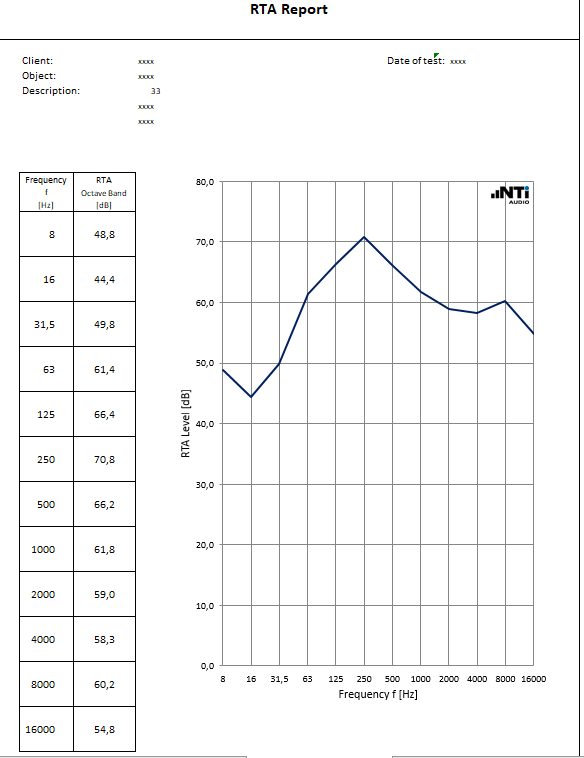 RTA Report
Client: xxxx Date of test: xxxx
Object: xxxx
Description: 33
xxxx
xxxx
Frequency RTA
f Octave Band
[Hz] [dB]
8 48,8
16 44,4
31,5 49,8
63 61,4
125 66,4
250 70,8
500 66,2
1000 61,8
2000 59,0
4000 58,3
8000 60,2
16000 54,8
NTi
AUDIO
80,0
70,0
60,0
50,0
40,0
30,0
20,0
10,0
0,0
RTA Level [dB]
8 16 31,5 63 125 250 500 1000 2000 4000 8000 16000
Frequency f [Hz]